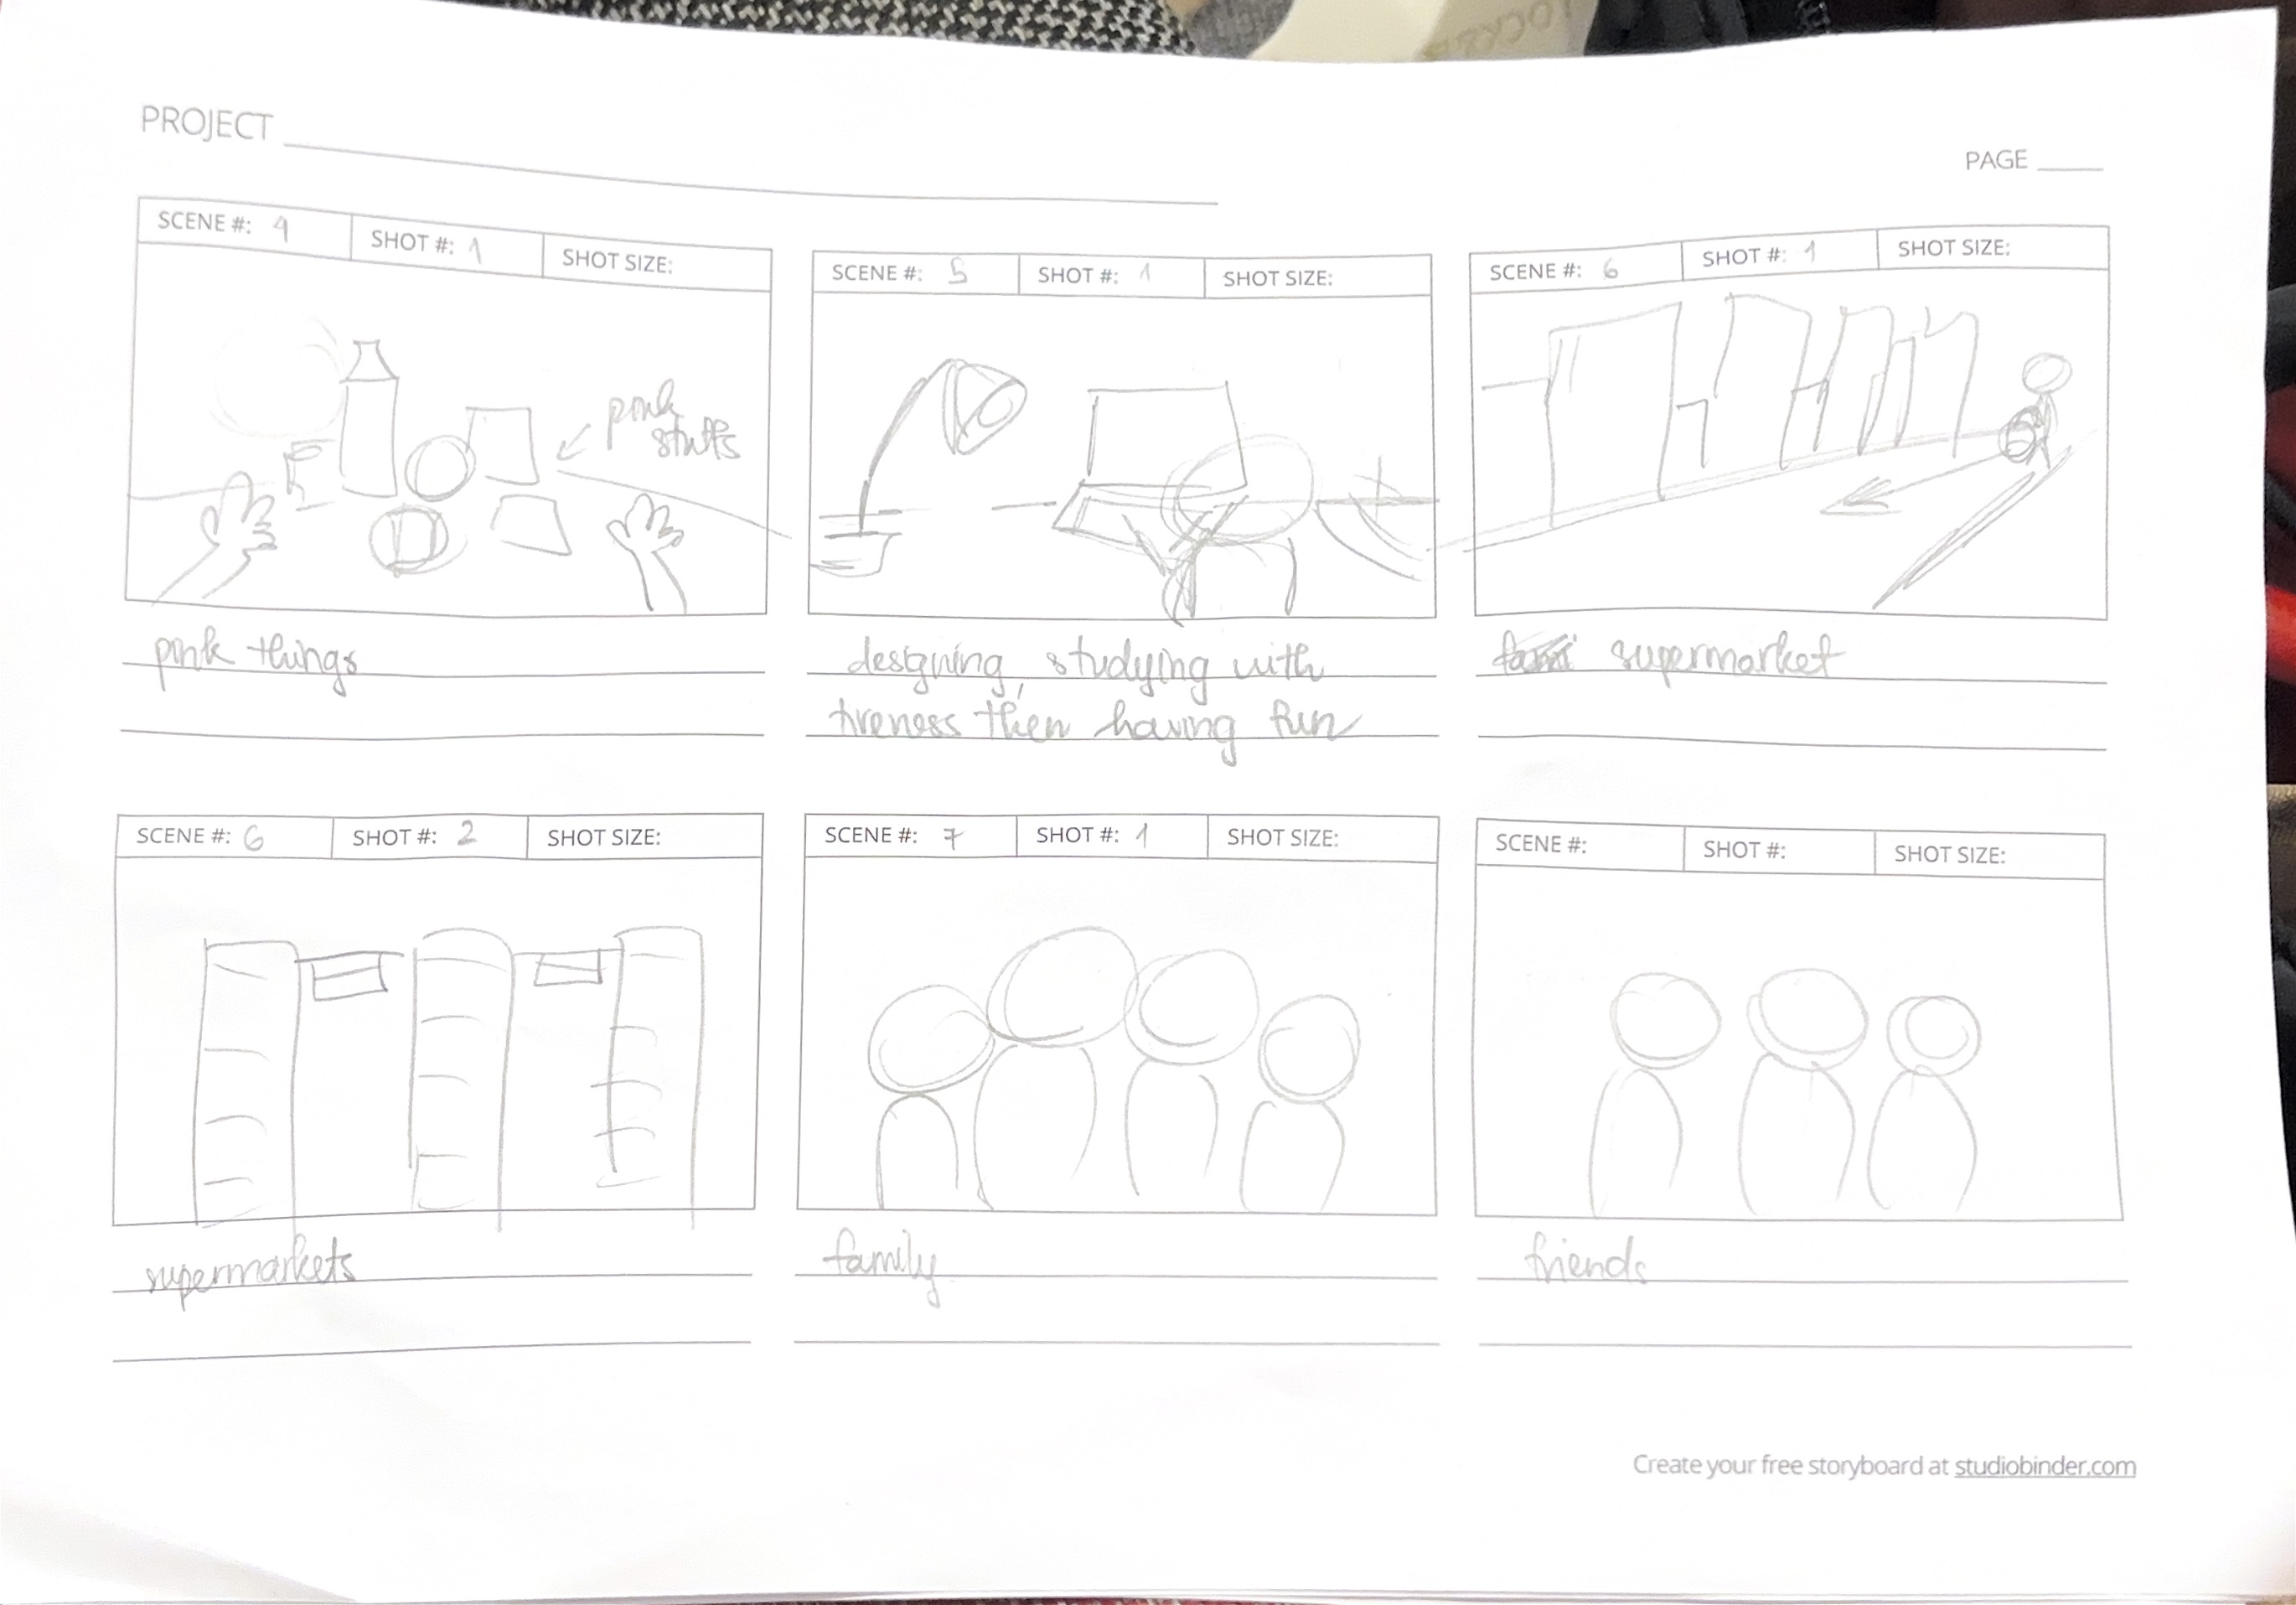 PROJECT
PAGE
SCENE #: 4 SHOT #: 1 SHOT SIZE:
SCENE #: 5 SHOT #: 1 SHOT SIZE:
SCENE #: 6 SHOT #: 1 SHOT SIZE:
pink
stuffs
pink things
designing, studying with
tireness then having fun
supermarket
SCENE #: 6 SHOT #: 2 SHOT SIZE:
SCENE #: 7 SHOT #: 1 SHOT SIZE:
SCENE #: SHOT #: SHOT SIZE:
supermarkets
family
friends
Create your free storyboard at studiobinder.com